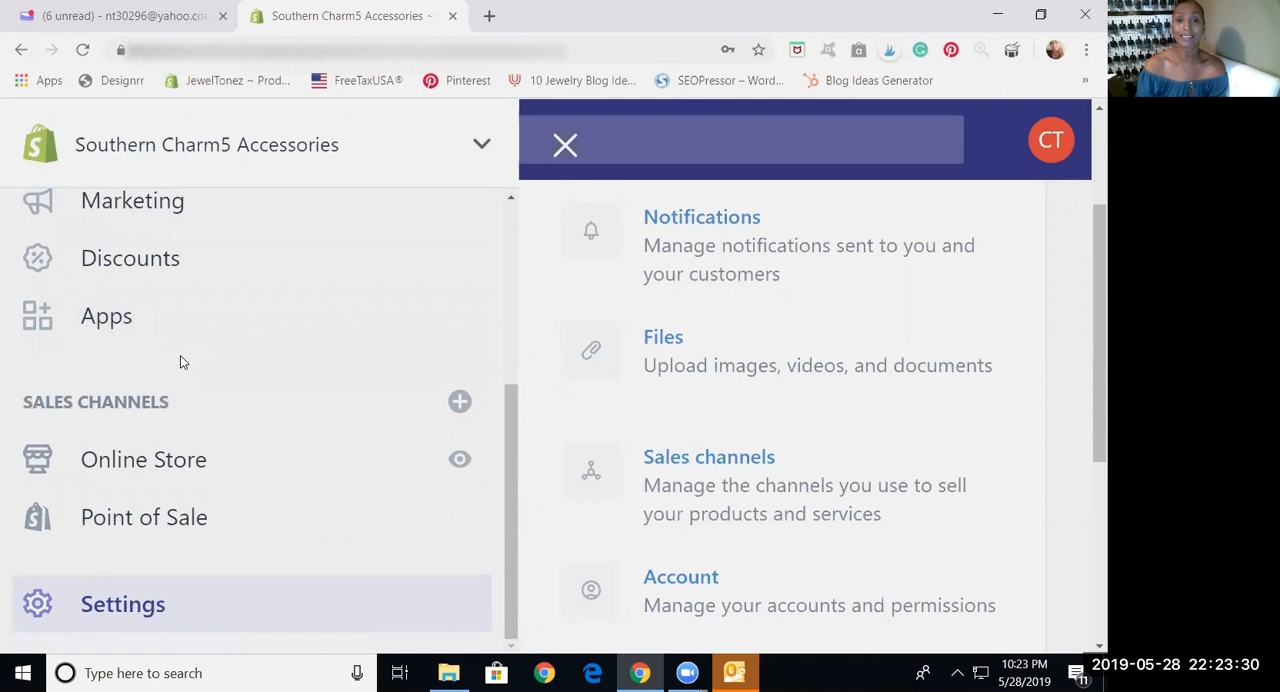 (6 unread) - nt30296@yahoo.co
Southern Charm5 Accessories ~
Apps
Designrr
JewelTonez ~ Prod...
FreeTaxUSA®
Pinterest
10 Jewelry Blog Ide...
SEOPressor – Word...
Blog Ideas Generator
»
Southern Charm5 Accessories
CT
Marketing
Discounts
Apps
SALES CHANNELS
Online Store
Point of Sale
Settings
Notifications
Manage notifications sent to you and
your customers
Files
Upload images, videos, and documents
Sales channels
Manage the channels you use to sell
your products and services
Account
Manage your accounts and permissions
Type here to search
10:23 PM
5/28/2019
11
2019-05-28 22:23:30